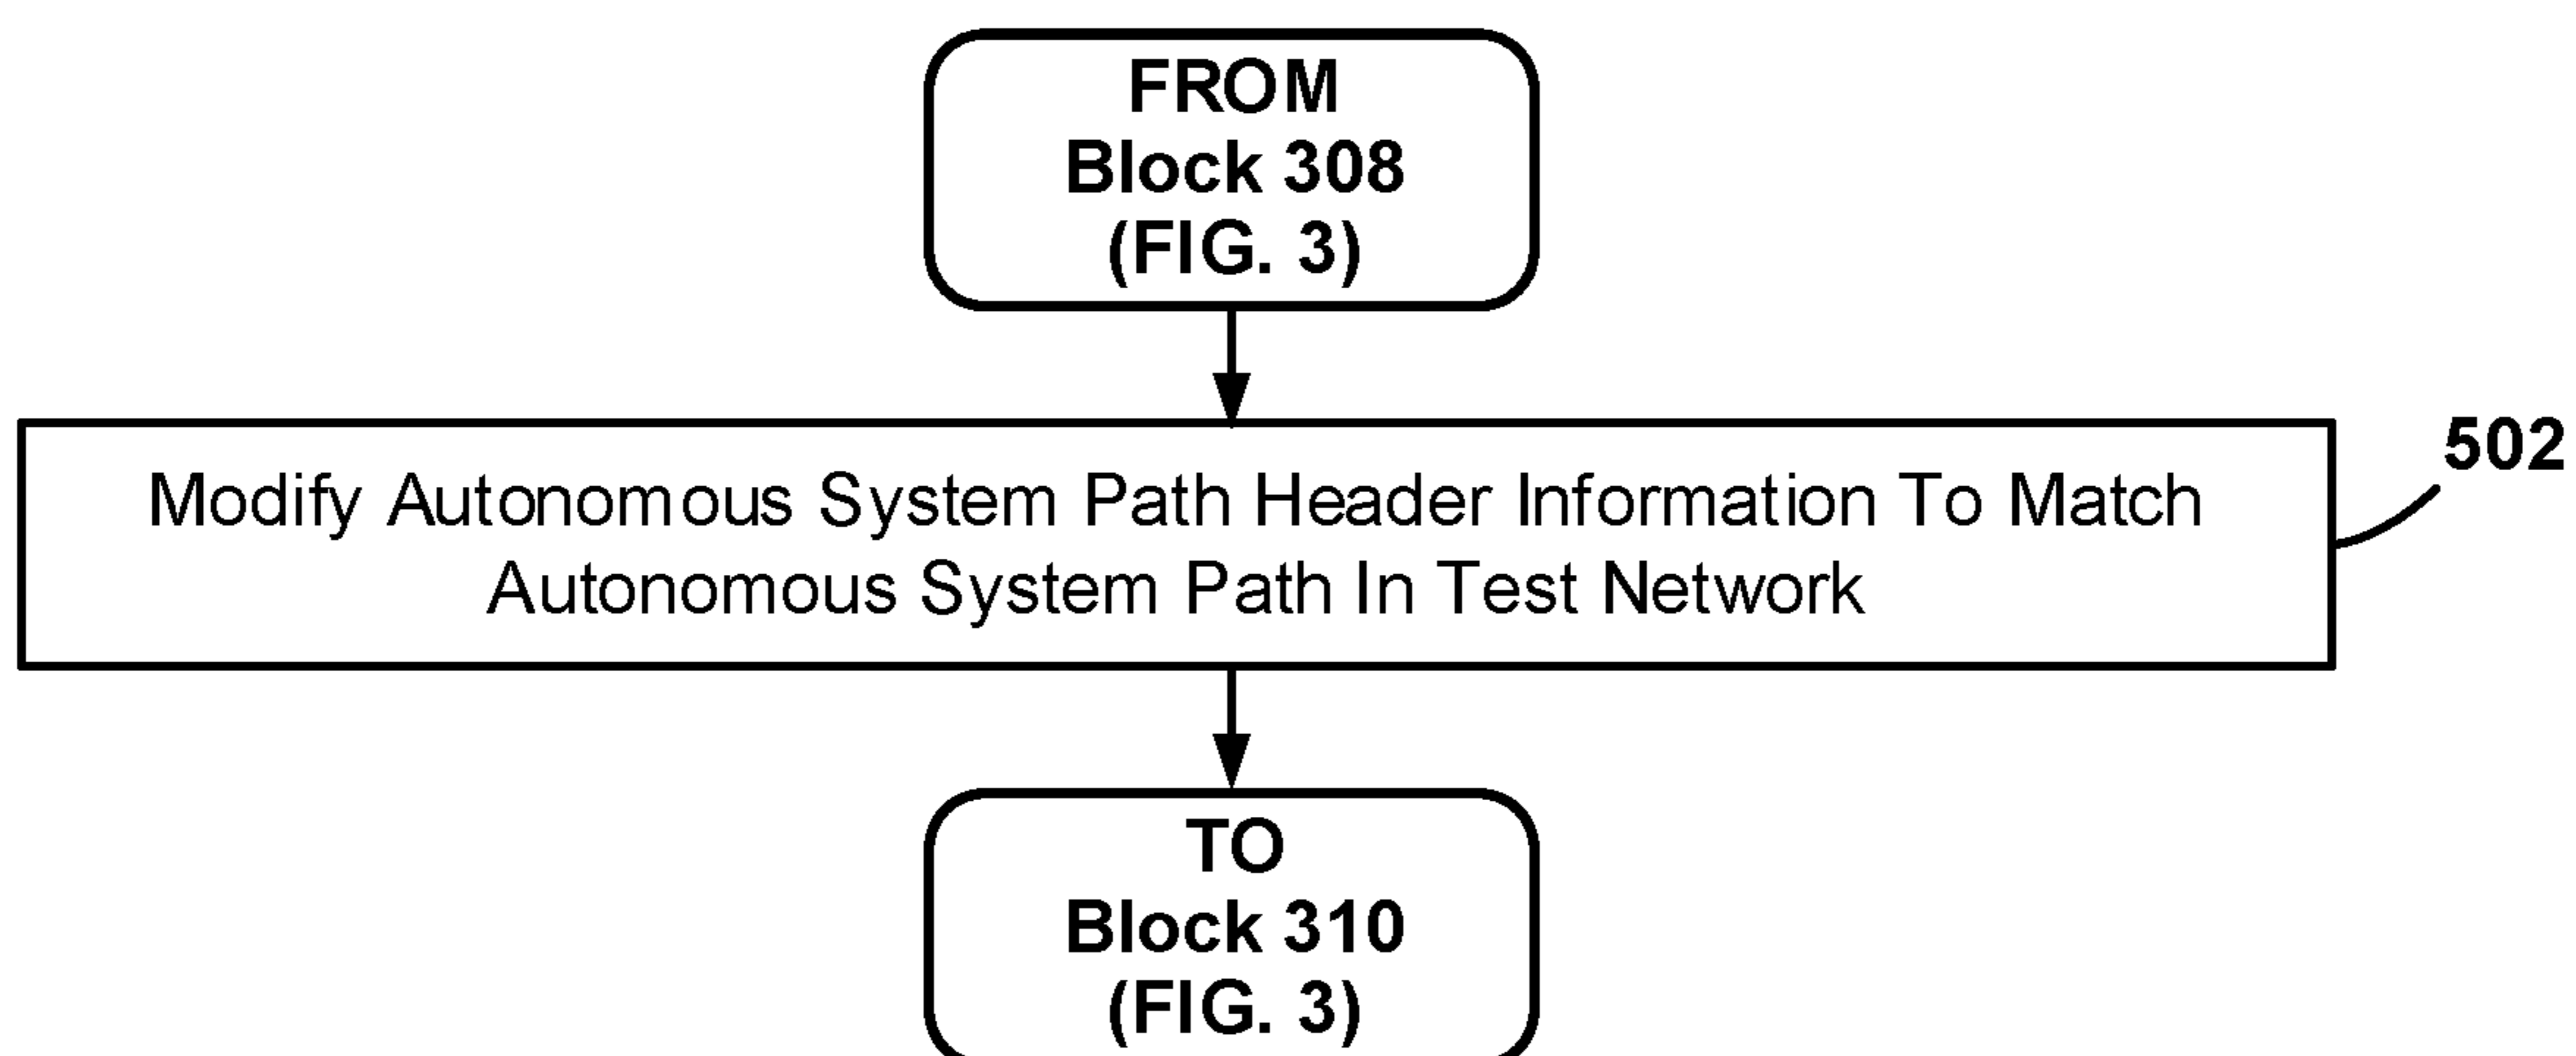 FROM
Block 308
(FIG. 3)
Modify Autonomous System Path Header Information To Match
Autonomous System Path In Test Network
502
TO
Block 310
(FIG. 3)